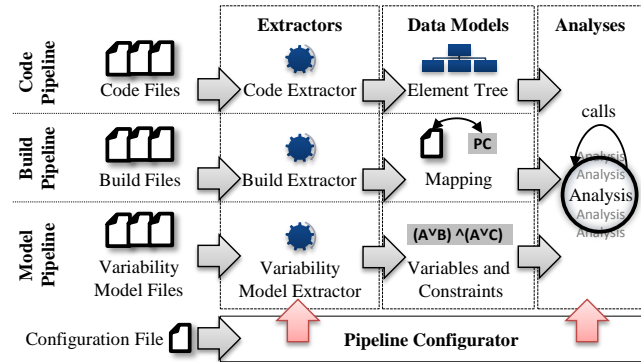 Extractors
Data Models
Analyses
Code
Pipeline
Code Files
Code Extractor
Element Tree
Build
Pipeline
Build Files
Build Extractor
PC
Mapping
calls
Analysis
Analysis
Analysis
Analysis
Analysis
Model
Pipeline
Variability
Model Files
Variability
Model Extractor
(A˅B) ^(A˅C)
Variables and
Constraints
Configuration File
Pipeline Configurator